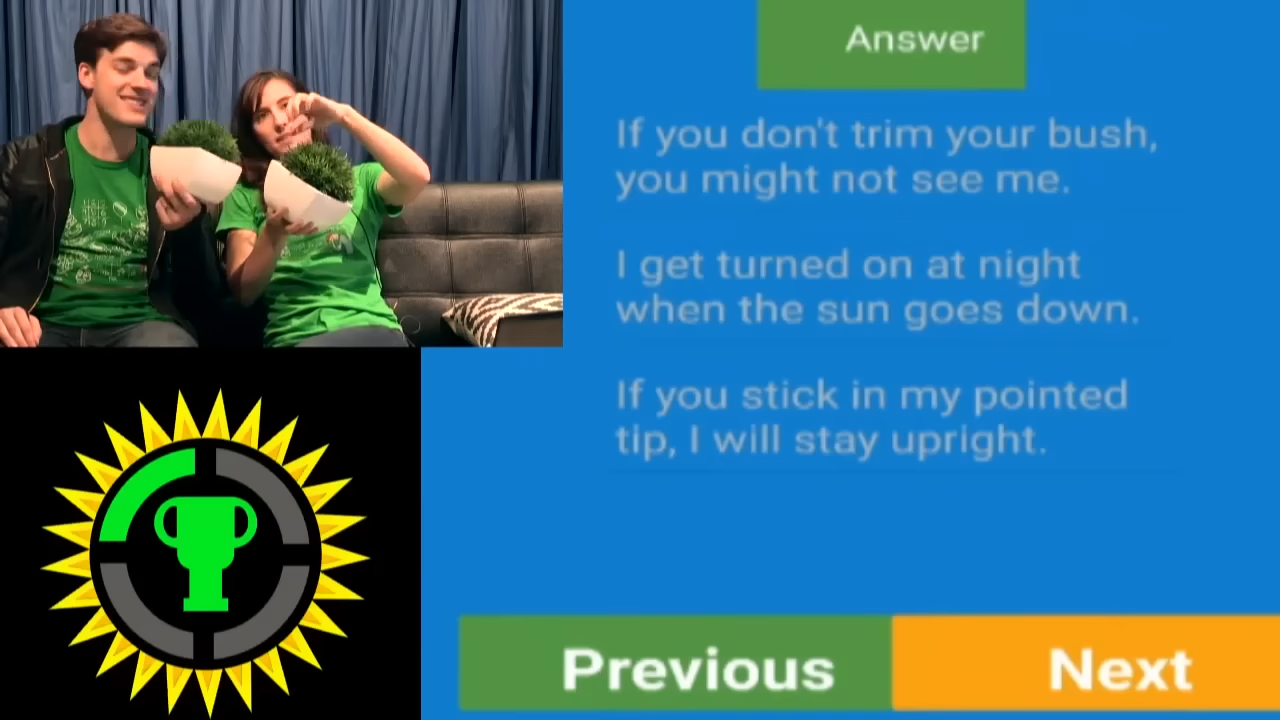 Answer
If you don't trim your bush,
you might not see me.
I get turned on at night
when the sun goes down.
If you stick in my pointed
tip, I will stay upright.
Previous
Next